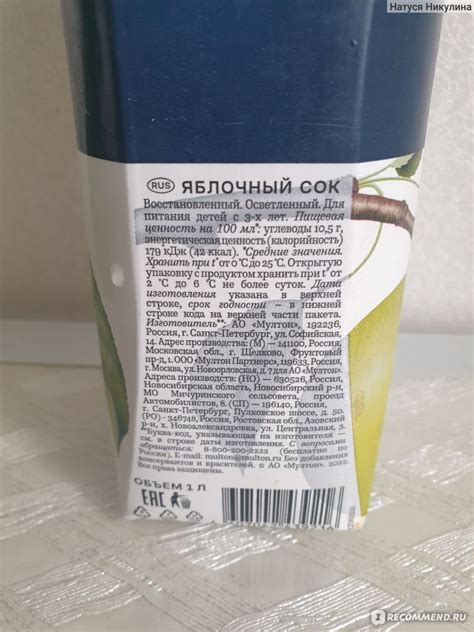 Натуся Никулина
RUS ЯБЛОЧНЫЙ СОК
Восстановленный. Осветленный. Для
питания детей с 3-х лет. Пищевая
ценность на 100 мл*: углеводы 10,5 г,
энергетическая ценность (калорийность)
179 кДж (42 ккал). *Средние значения.
Хранить при t° от 0 °С до 25 °С. Открытую
упаковку с продуктом хранить при t° от
2 °С до 6 °С не более суток. Дата
изготовления указана в верхней
строке, срок годности – в нижней
строке кода на верхней части пакета.
Изготовитель**: АО «Мултон», 192236,
Россия, г. Санкт-Петербург, ул. Софийская,
14. Адрес производства: (М) — 141100, Россия,
Московская обл., г. Щелково, Фруктовый
пр-д, 1. ООО «Мултон Партнерс», 119633, Россия,
г. Москва, ул. Новоорловская, д. 7 для АО «Мултон»
Адреса производств: (НО) — 630526, Россия,
Новосибирская область, Новосибирский р-н,
МО Мичуринского сельсовета, проезд
Автомобилистов, 8. (СП) — 196140, Россия,
г. Санкт-Петербург, Пулковское шоссе, д. 50.
(РО) - 346748, Россия, Ростовская обл., Азовский
р-н, х. Новоалександровка, ул. Центральная, 3.
**Буква-код, указывающая на изготовителя —
см. в строке даты изготовления. С вопросами
обращаться: 8-800-200-2222 (бесплатно по
России). E-mail: multon@multon.ru Без добавления
консервантов и красителей. © АО «Мултон», 2022.
Все права защищены.
ОБЪЕМ 1 Л
EAC
RECOMMEND.RU